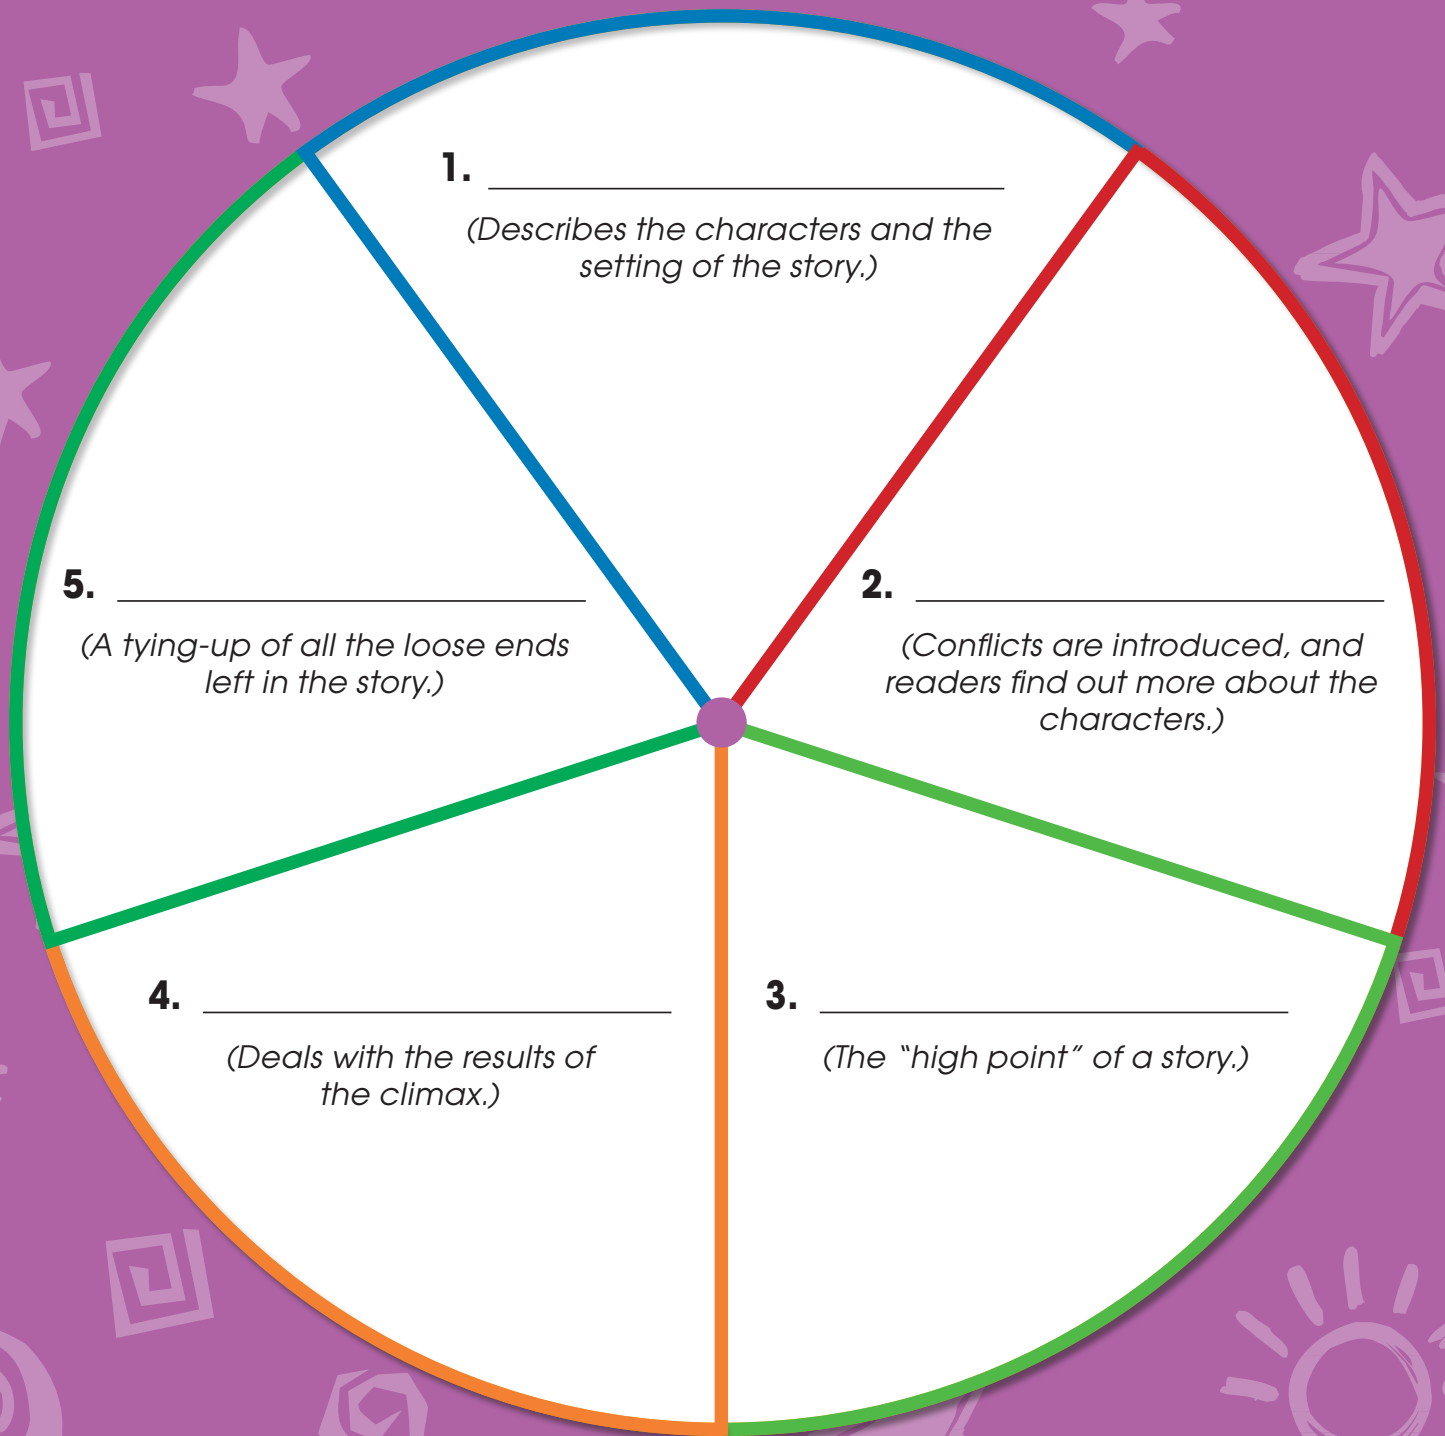 1. ____________________
(Describes the characters and the
setting of the story.)
2. ____________________
(Conflicts are introduced, and
readers find out more about the
characters.)
3. ____________________
(The “high point” of a story.)
4. ____________________
(Deals with the results of
the climax.)
5. ____________________
(A tying-up of all the loose ends
left in the story.)